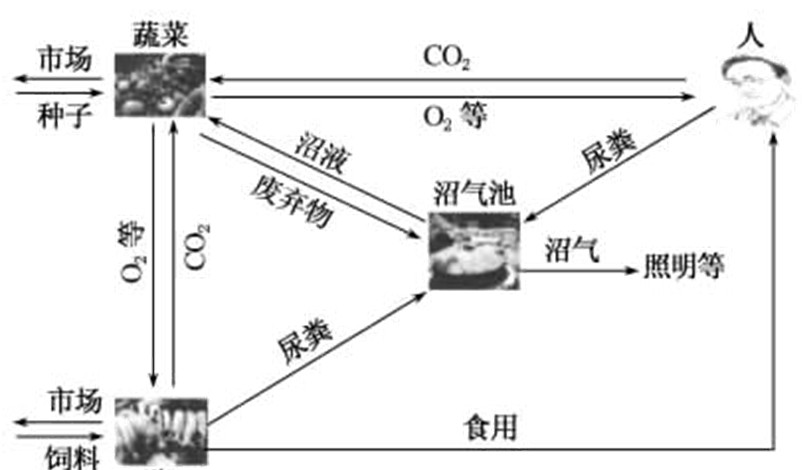 蔬菜
人
市场
CO₂
种子
O₂ 等
沼液
尿粪
废弃物
沼气池
O₂ 等
CO₂
沼气
照明等
尿粪
市场
食用
饲料